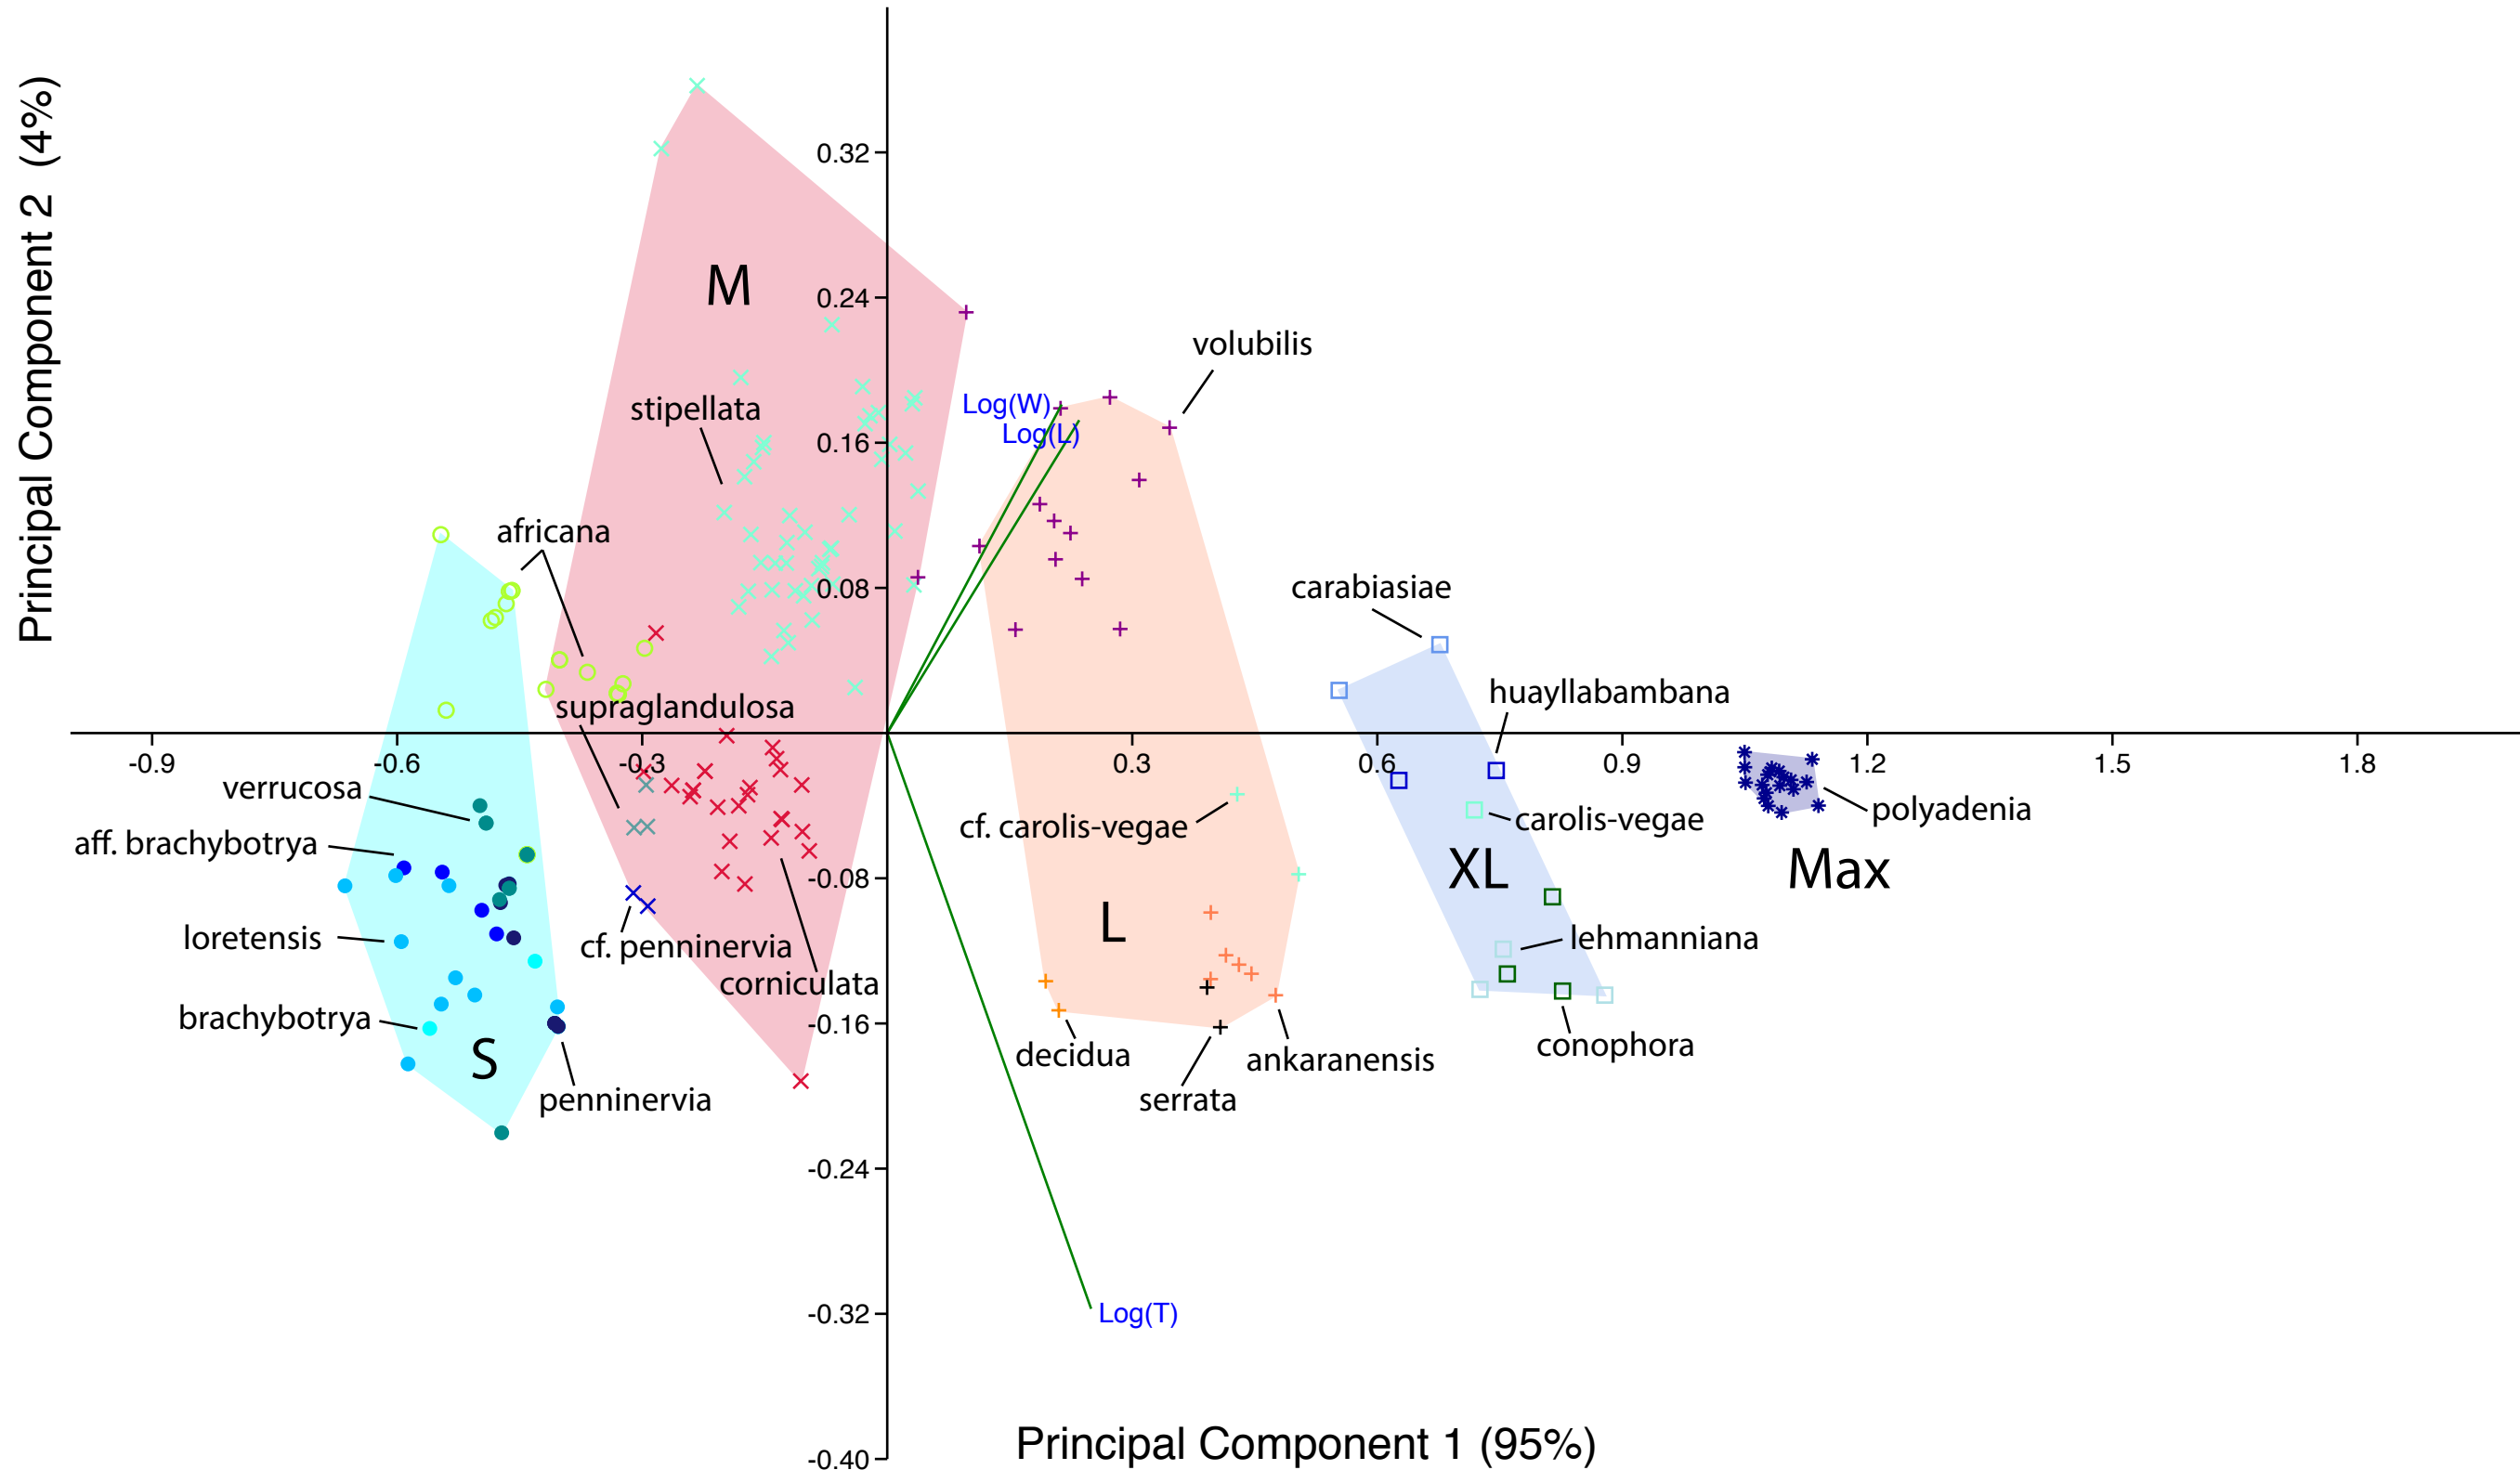 Principal Component 2 (4%)
0.32
M
0.24
volubilis
Log(W)
stipellata
Log(L)
0.16
africana
carabiasiae
0.08
huayllabambana
supraglandulosa
-0.9
-0.6
-0.3
0.3
0.6
0.9
1.2
1.5
1.8
verrucosa
polyadenia
carolis-vegae
cf. carolis-vegae
aff. brachybotrya
XL
Max
-0.08
L
loretensis
lehmanniana
cf. penninervia
corniculata
brachybotrya
-0.16
conophora
S
decidua
ankaranensis
penninervia
serrata
-0.24
-0.32
Log(T)
Principal Component 1 (95%)
-0.40